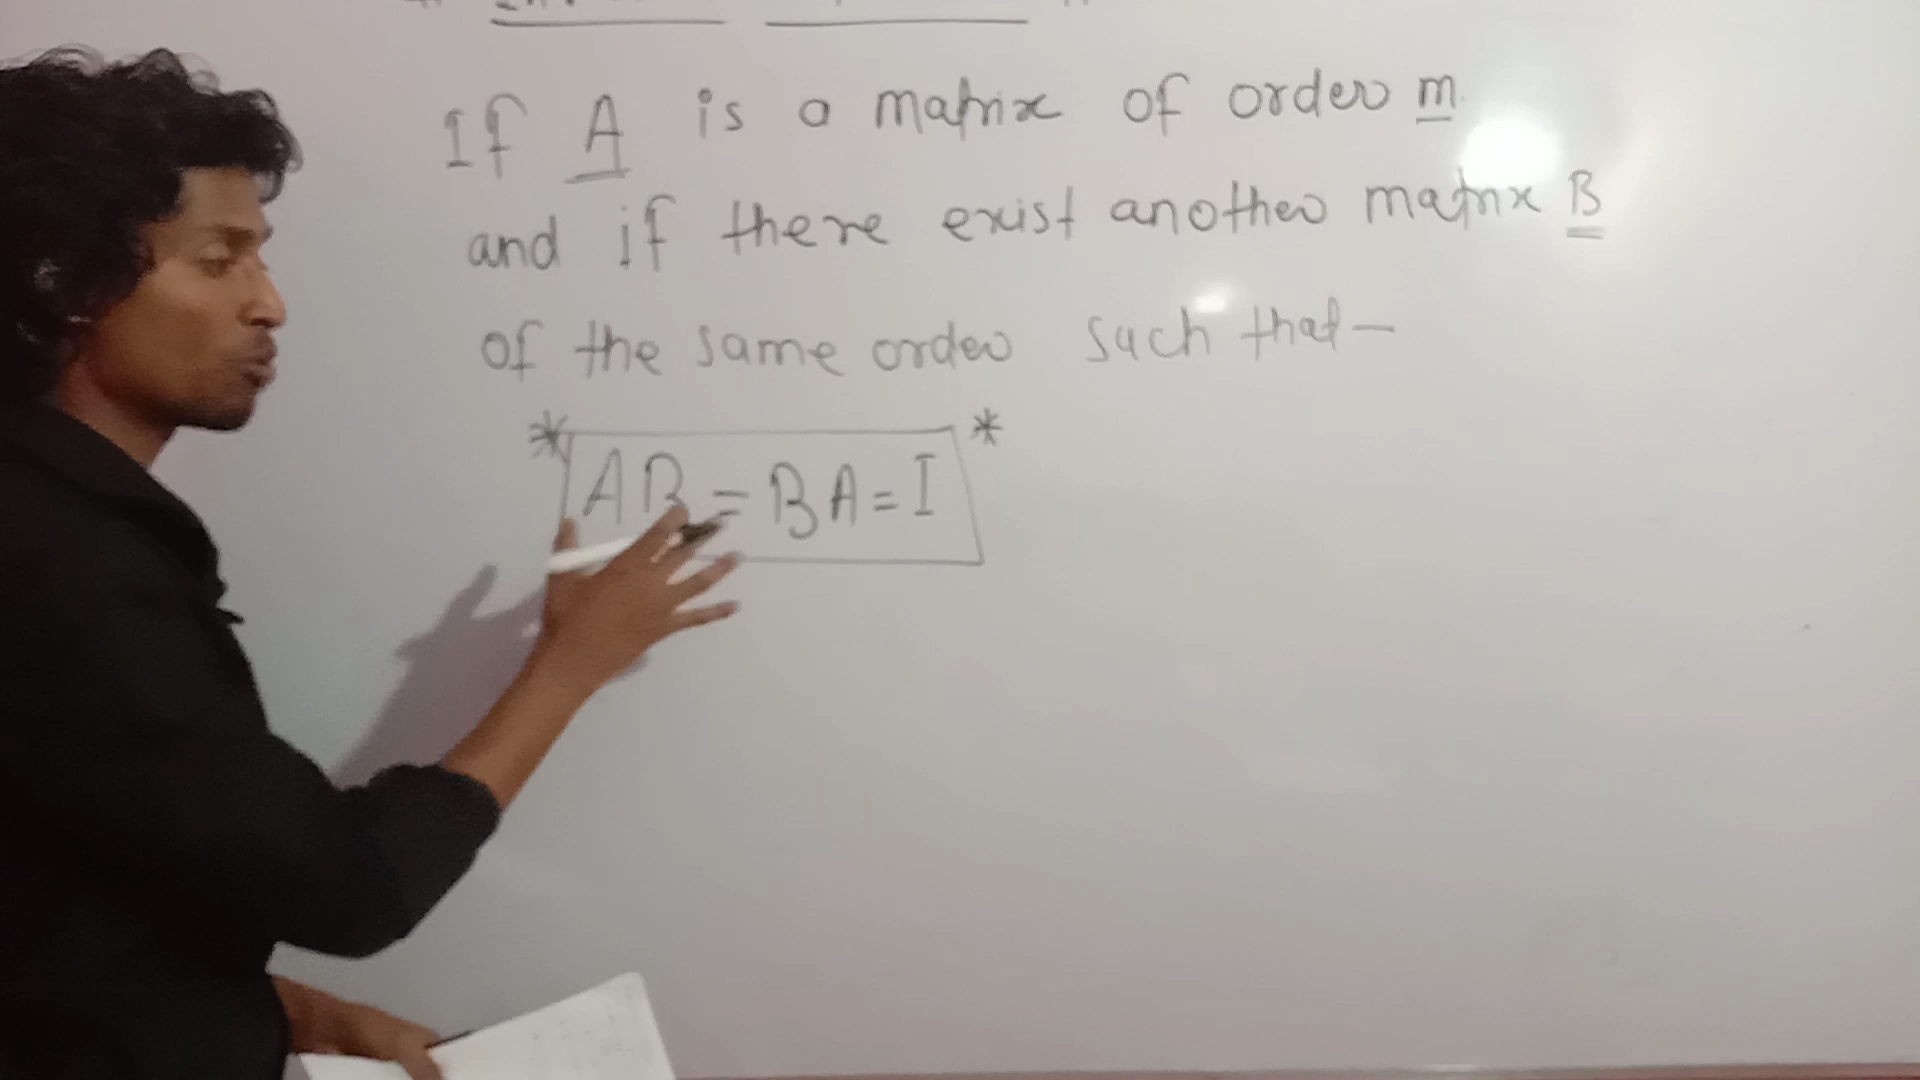 If A is a matrix of order m.
and if there exist another matrix B
of the same order such that—
* AB = BA = I *